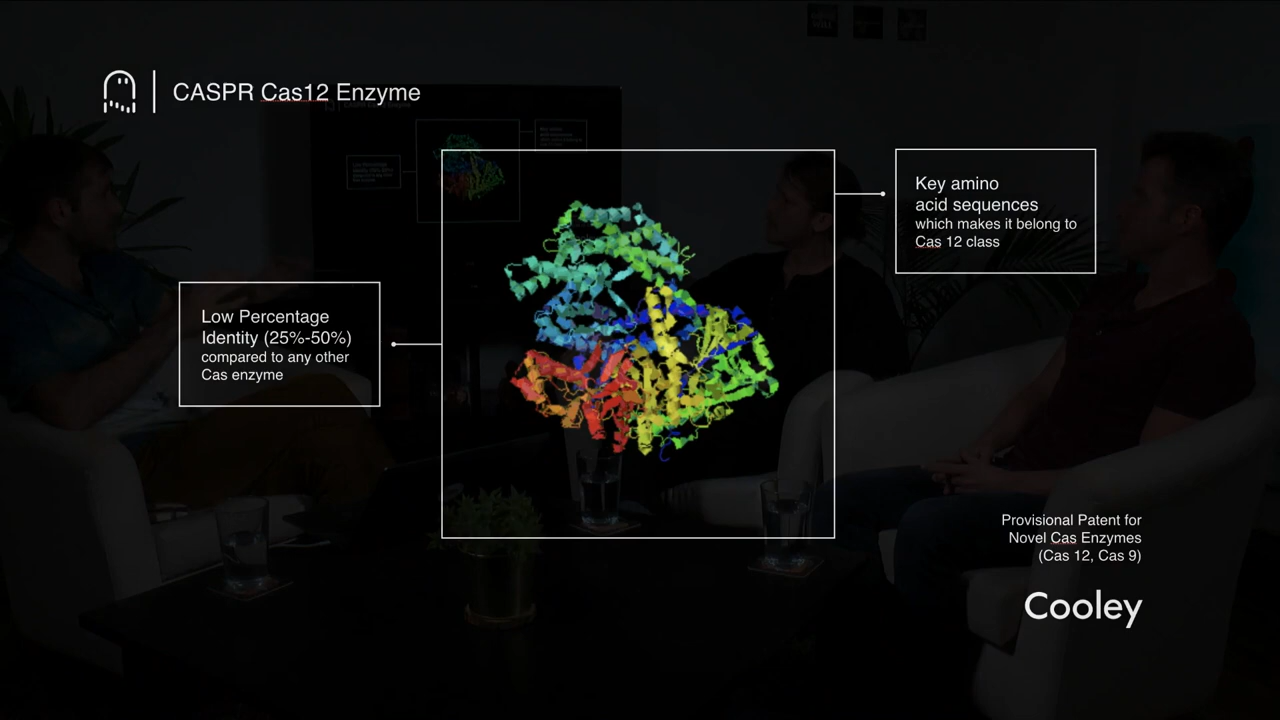 CASPR Cas12 Enzyme
Key amino
acid sequences
which makes it belong to
Cas 12 class
Low Percentage
Identity (25%-50%)
compared to any other
Cas enzyme
Provisional Patent for
Novel Cas Enzymes
(Cas 12, Cas 9)
Cooley